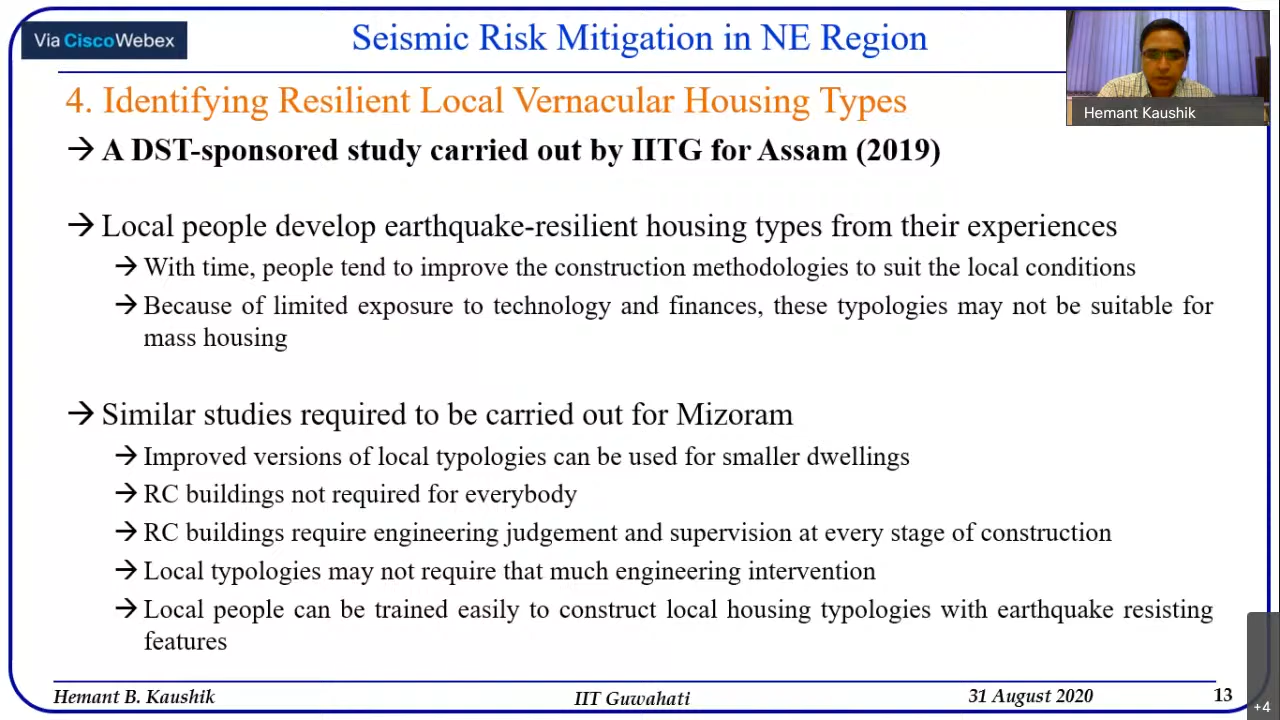 Via CiscoWebex
Seismic Risk Mitigation in NE Region
Hemant Kaushik
4. Identifying Resilient Local Vernacular Housing Types
→ A DST-sponsored study carried out by IITG for Assam (2019)
→ Local people develop earthquake-resilient housing types from their experiences
→ With time, people tend to improve the construction methodologies to suit the local conditions
→ Because of limited exposure to technology and finances, these typologies may not be suitable for
mass housing
→ Similar studies required to be carried out for Mizoram
→ Improved versions of local typologies can be used for smaller dwellings
→ RC buildings not required for everybody
→ RC buildings require engineering judgement and supervision at every stage of construction
→ Local typologies may not require that much engineering intervention
→ Local people can be trained easily to construct local housing typologies with earthquake resisting
features
Hemant B. Kaushik IIT Guwahati 31 August 2020 13
+4